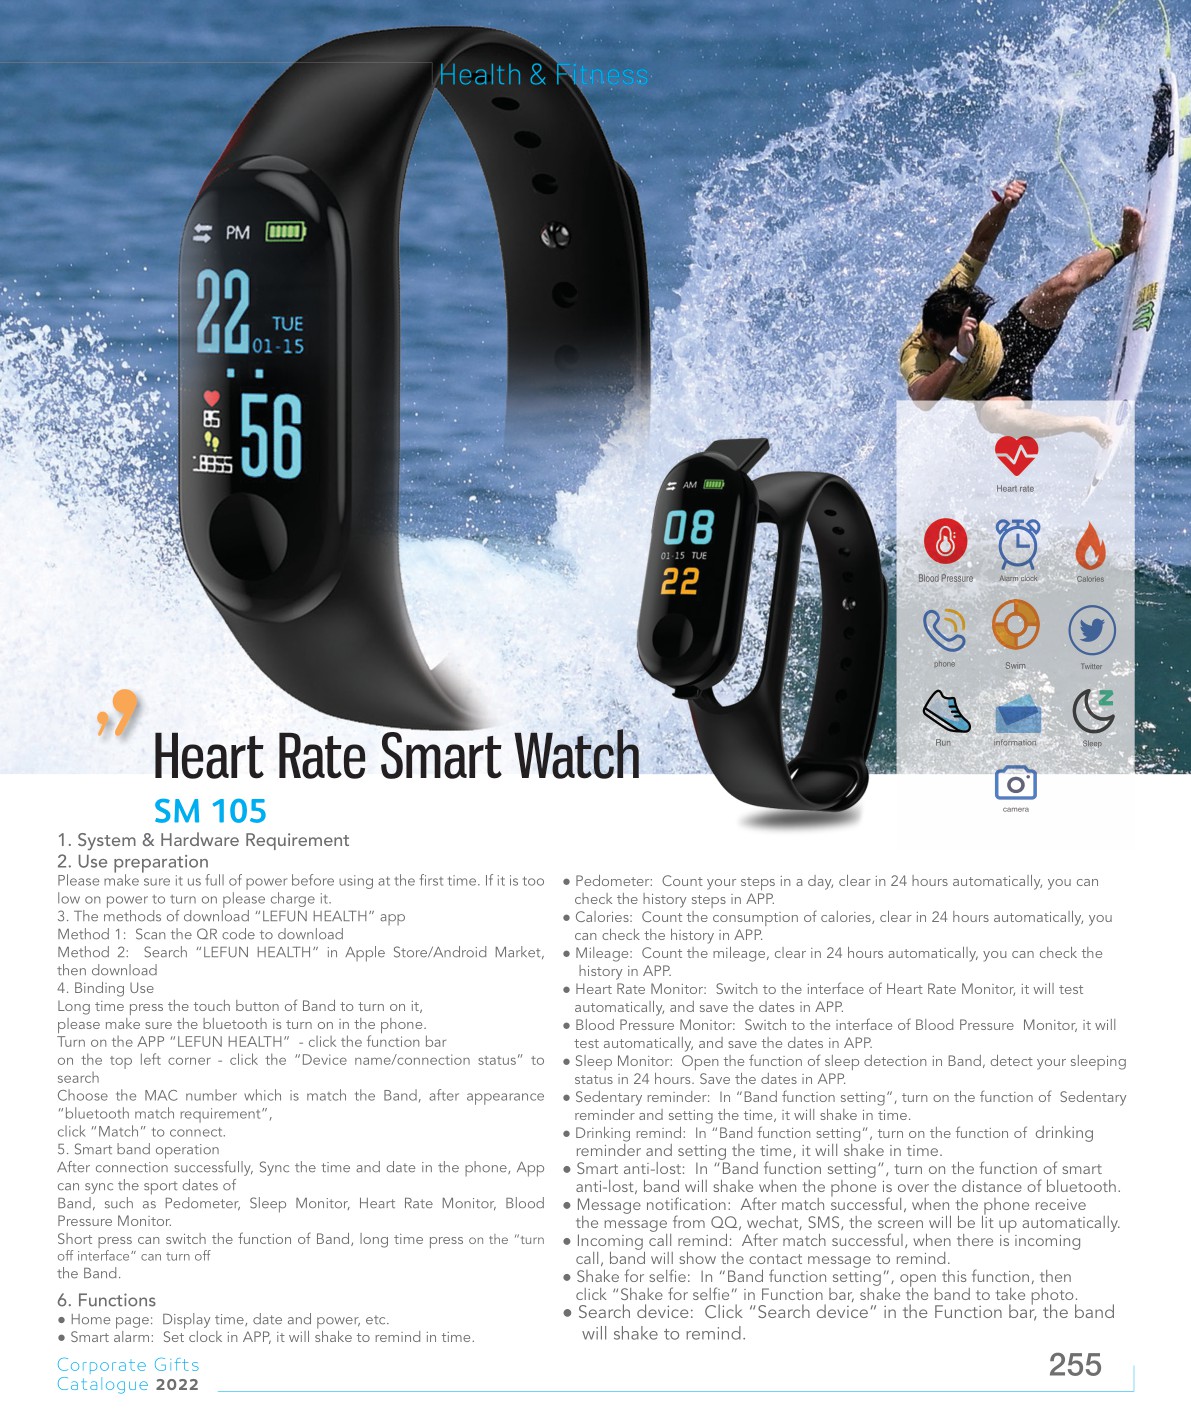 Health & Fitness
PM
22
TUE
01-15
56
85
AM
08
01-15 TUE
22
Heart rate
Blood Pressure
Alarm clock
Calories
phone
Swim
Twitter
Run
information
Z
Sleep
camera
Heart Rate Smart Watch
SM 105
1. System & Hardware Requirement
2. Use preparation
Please make sure it us full of power before using at the first time. If it is too
low on power to turn on please charge it.
3. The methods of download “LEFUN HEALTH” app
Method 1: Scan the QR code to download
Method 2: Search “LEFUN HEALTH” in Apple Store/Android Market,
then download
4. Binding Use
Long time press the touch button of Band to turn on it,
please make sure the bluetooth is turn on in the phone.
Turn on the APP “LEFUN HEALTH” - click the function bar
on the top left corner - click the “Device name/connection status” to
search
Choose the MAC number which is match the Band, after appearance
“bluetooth match requirement”,
click “Match” to connect.
5. Smart band operation
After connection successfully, Sync the time and date in the phone, App
can sync the sport dates of
Band, such as Pedometer, Sleep Monitor, Heart Rate Monitor, Blood
Pressure Monitor.
Short press can switch the function of Band, long time press on the “turn
off interface” can turn off
the Band.
6. Functions
● Home page: Display time, date and power, etc.
● Smart alarm: Set clock in APP, it will shake to remind in time.
● Pedometer: Count your steps in a day, clear in 24 hours automatically, you can
check the history steps in APP.
● Calories: Count the consumption of calories, clear in 24 hours automatically, you
can check the history in APP.
● Mileage: Count the mileage, clear in 24 hours automatically, you can check the
history in APP.
● Heart Rate Monitor: Switch to the interface of Heart Rate Monitor, it will test
automatically, and save the dates in APP.
● Blood Pressure Monitor: Switch to the interface of Blood Pressure Monitor, it will
test automatically, and save the dates in APP.
● Sleep Monitor: Open the function of sleep detection in Band, detect your sleeping
status in 24 hours. Save the dates in APP.
● Sedentary reminder: In “Band function setting”, turn on the function of Sedentary
reminder and setting the time, it will shake in time.
● Drinking remind: In “Band function setting”, turn on the function of drinking
reminder and setting the time, it will shake in time.
● Smart anti-lost: In “Band function setting”, turn on the function of smart
anti-lost, band will shake when the phone is over the distance of bluetooth.
● Message notification: After match successful, when the phone receive
the message from QQ, wechat, SMS, the screen will be lit up automatically.
● Incoming call remind: After match successful, when there is incoming
call, band will show the contact message to remind.
● Shake for selfie: In “Band function setting”, open this function, then
click “Shake for selfie” in Function bar, shake the band to take photo.
● Search device: Click “Search device” in the Function bar, the band
will shake to remind.
Corporate Gifts
Catalogue 2022
255